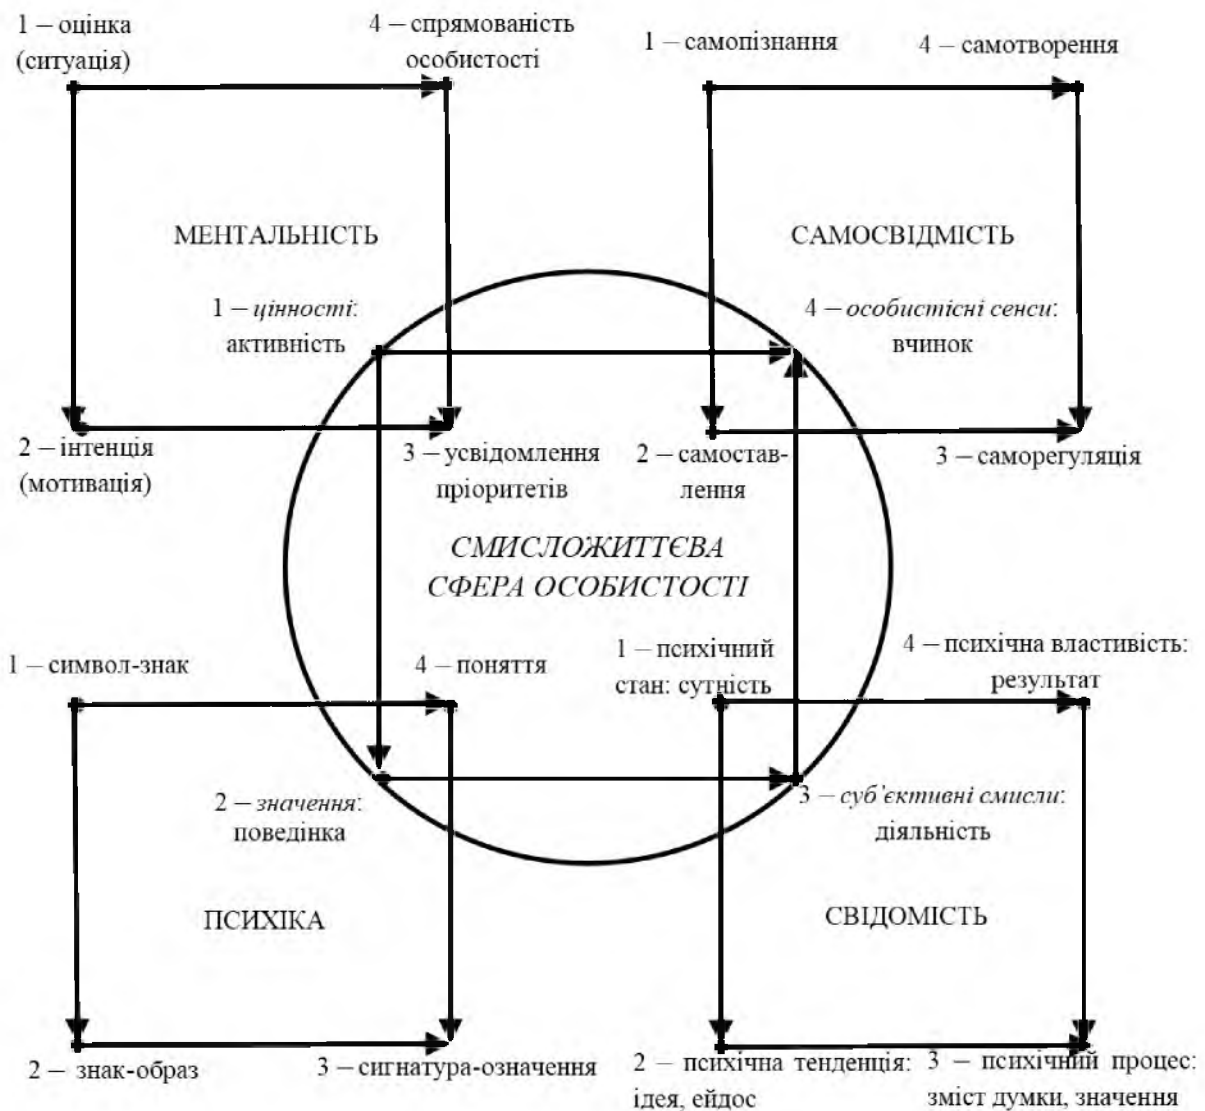 1 – оцінка
(ситуація)
4 – спрямованість
особистості
1 – самопізнання
4 – самотворення
МЕНТАЛЬНІСТЬ
САМОСВІДМІСТЬ
1 – цінності:
активність
4 – особистісні сенси:
вчинок
2 – інтенція
(мотивація)
3 – усвідомлення
пріоритетів
2 – самостав-
лення
3 – саморегуляція
СМИСЛОЖИТТЄВА
СФЕРА ОСОБИСТОСТІ
1 – символ-знак
4 – поняття
1 – психічний
стан: сутність
4 – психічна властивість:
результат
2 – значення:
поведінка
3 – суб’єктивні смисли:
діяльність
ПСИХІКА
СВІДОМІСТЬ
2 – знак-образ
3 – сигнатура-означення
2 – психічна тенденція:
ідея, ейдос
3 – психічний процес:
зміст думки, значення